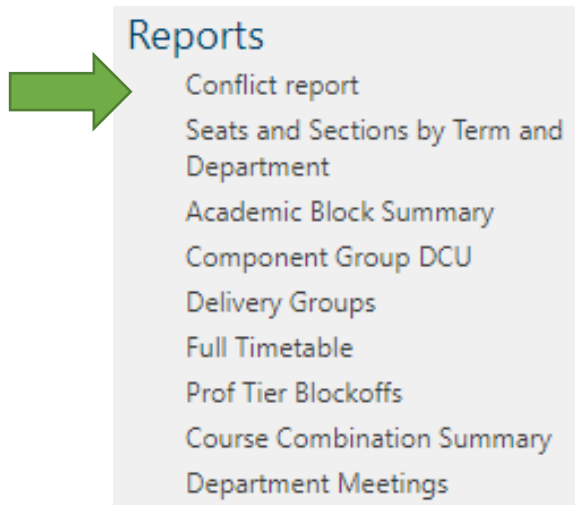 Reports
Conflict report
Seats and Sections by Term and
Department
Academic Block Summary
Component Group DCU
Delivery Groups
Full Timetable
Prof Tier Blockoffs
Course Combination Summary
Department Meetings